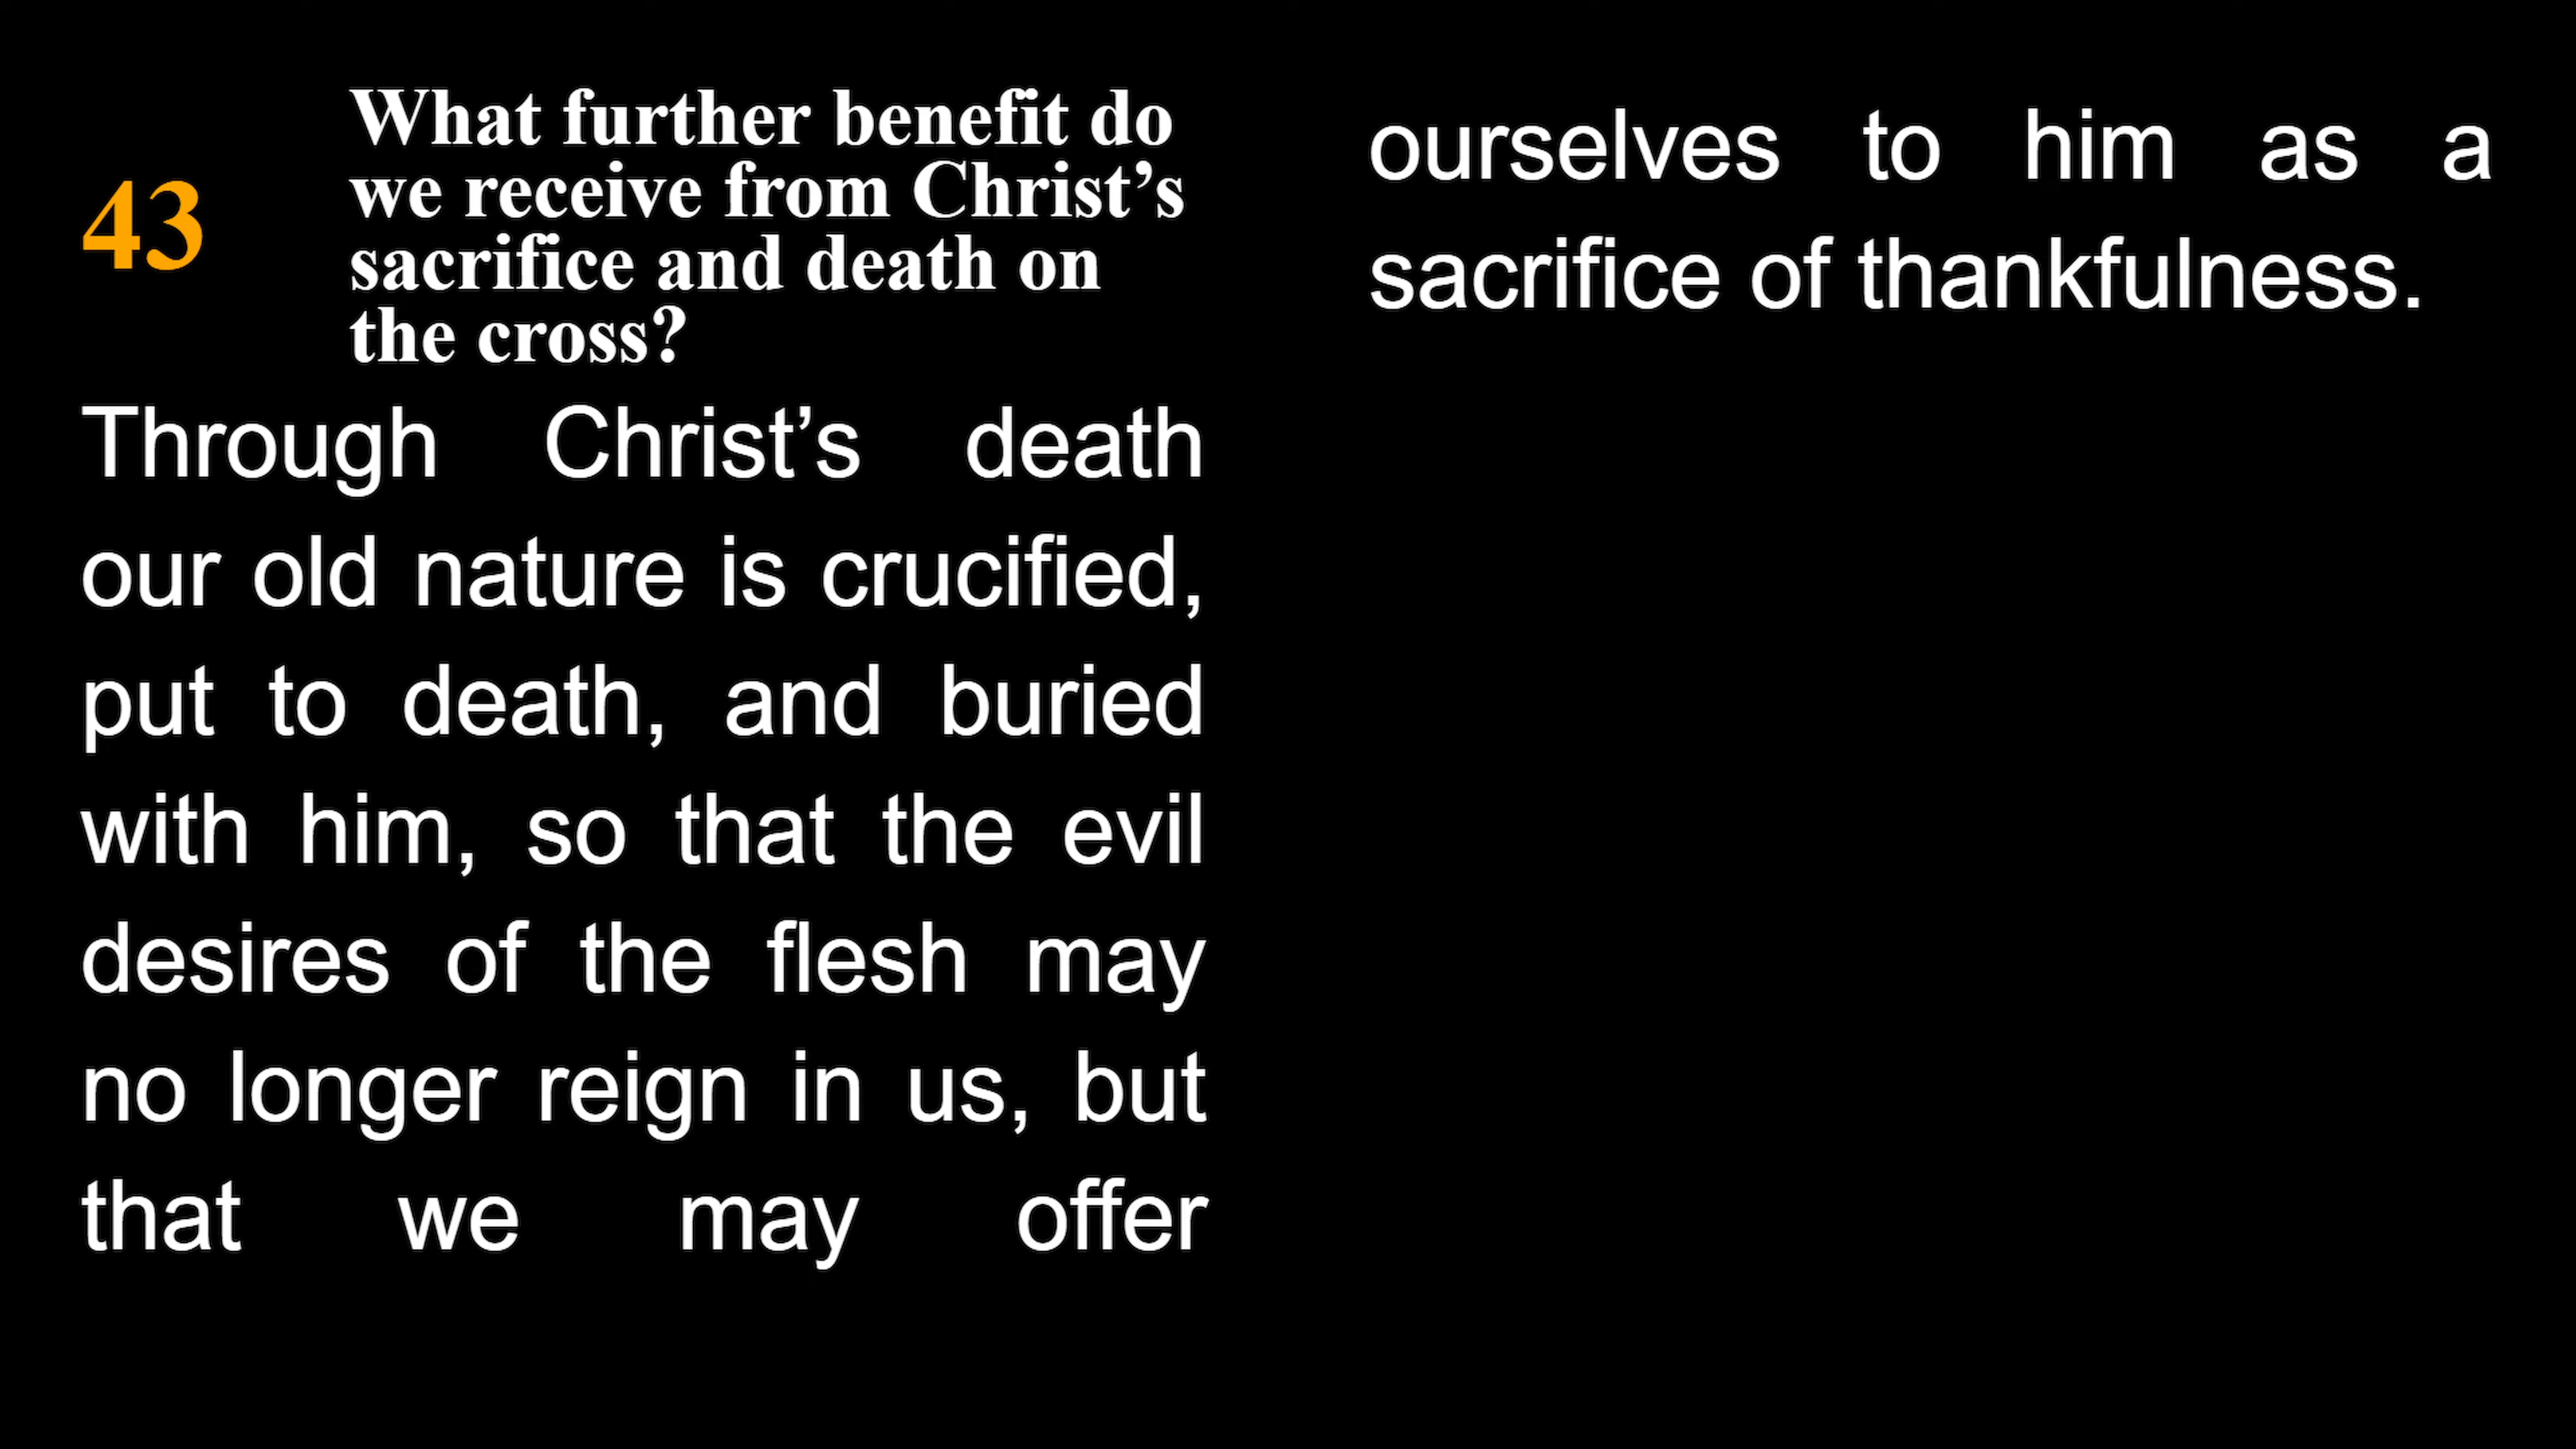 43
What further benefit do
we receive from Christ’s
sacrifice and death on
the cross?
Through Christ’s death
our old nature is crucified,
put to death, and buried
with him, so that the evil
desires of the flesh may
no longer reign in us, but
that we may offer
ourselves to him as a
sacrifice of thankfulness.